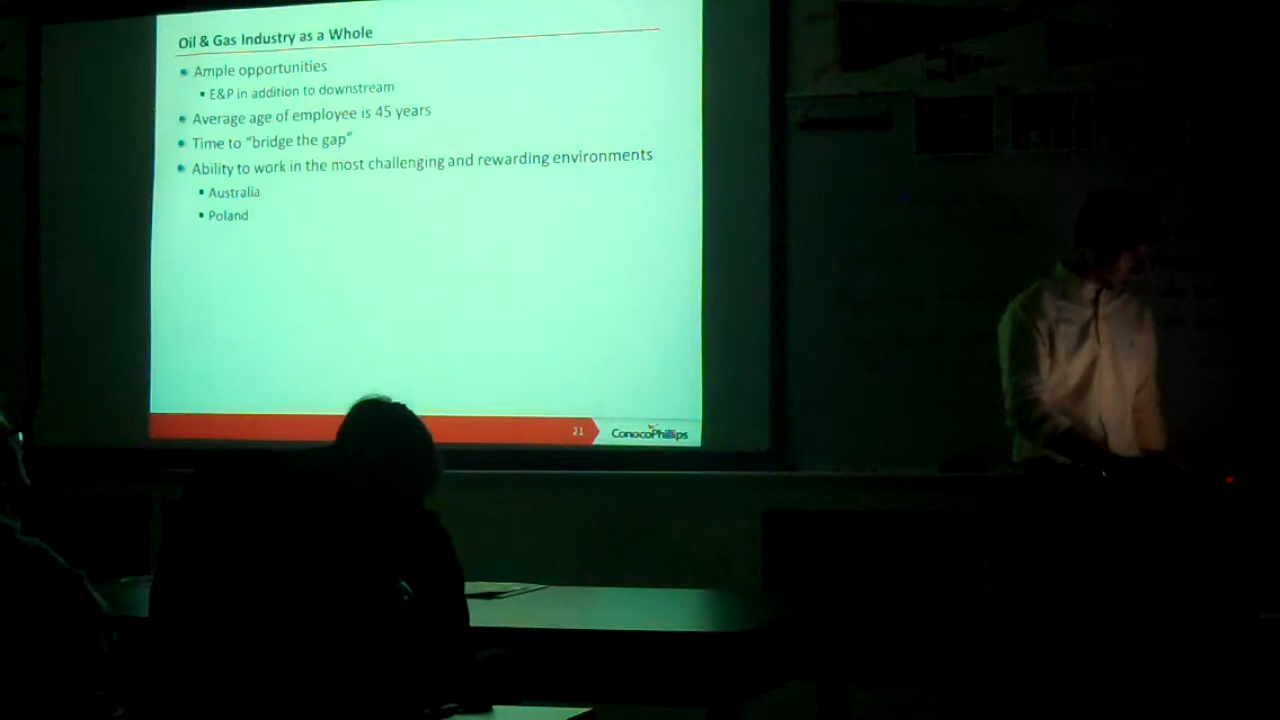 Oil & Gas Industry as a Whole
Ample opportunities
E&P in addition to downstream
Average age of employee is 45 years
Time to “bridge the gap”
Ability to work in the most challenging and rewarding environments
Australia
Poland
21
ConocoPhillips